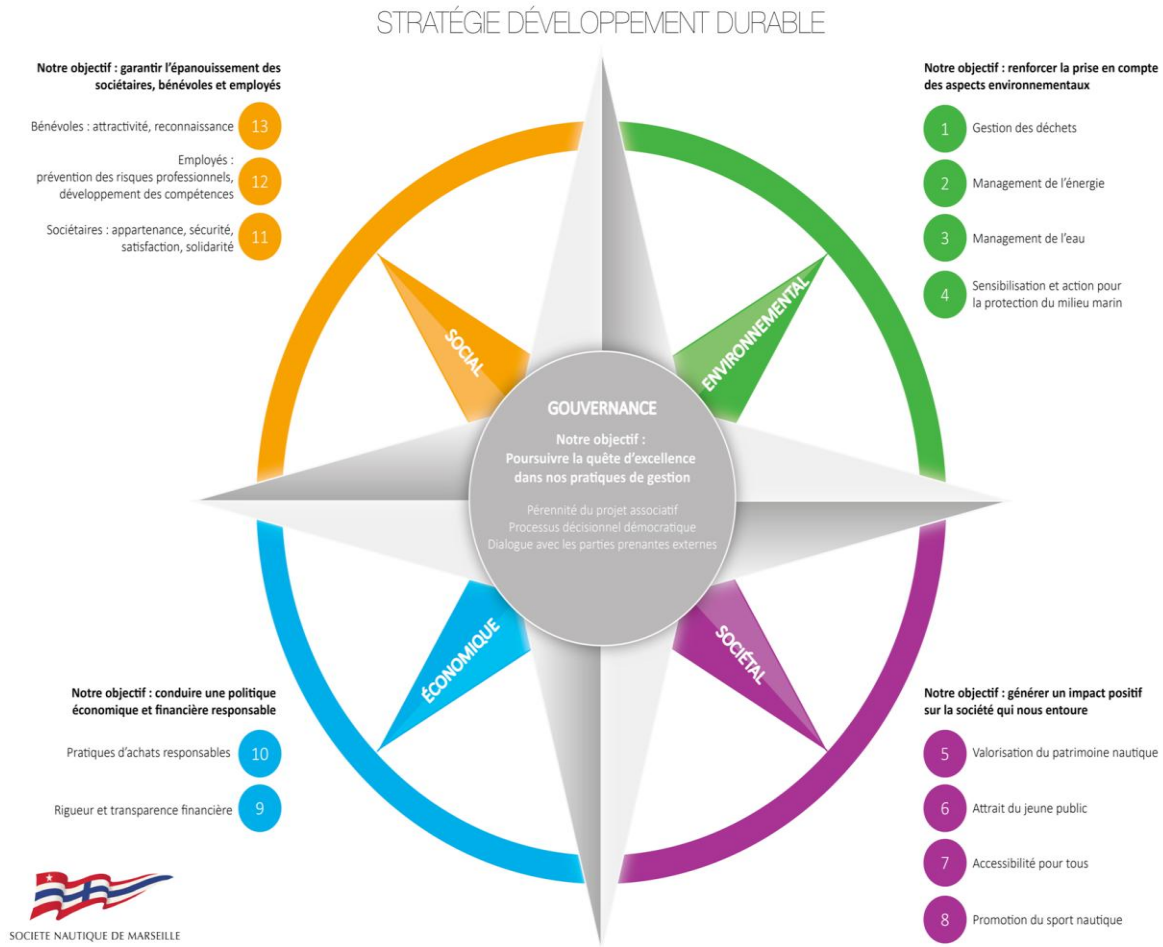 STRATÉGIE DÉVELOPPEMENT DURABLE
Notre objectif : garantir l'épanouissement des
sociétaires, bénévoles et employés
Bénévoles : attractivité, reconnaissance
13
Employés :
prévention des risques professionnels,
développement des compétences
12
Sociétaires : appartenance, sécurité,
satisfaction, solidarité
11
Notre objectif : renforcer la prise en compte
des aspects environnementaux
1
Gestion des déchets
2
Management de l'énergie
3
Management de l'eau
4
Sensibilisation et action pour
la protection du milieu marin
SOCIAL
ENVIRONNEMENTAL
GOUVERNANCE
Notre objectif :
Poursuivre la quête d'excellence
dans nos pratiques de gestion
Pérennité du projet associatif
Processus décisionnel démocratique
Dialogue avec les parties prenantes externes
ÉCONOMIQUE
SOCIÉTAL
Notre objectif : conduire une politique
économique et financière responsable
Pratiques d'achats responsables
10
Rigueur et transparence financière
9
Notre objectif : générer un impact positif
sur la société qui nous entoure
5
Valorisation du patrimoine nautique
6
Attrait du jeune public
7
Accessibilité pour tous
8
Promotion du sport nautique
SOCIETE NAUTIQUE DE MARSEILLE